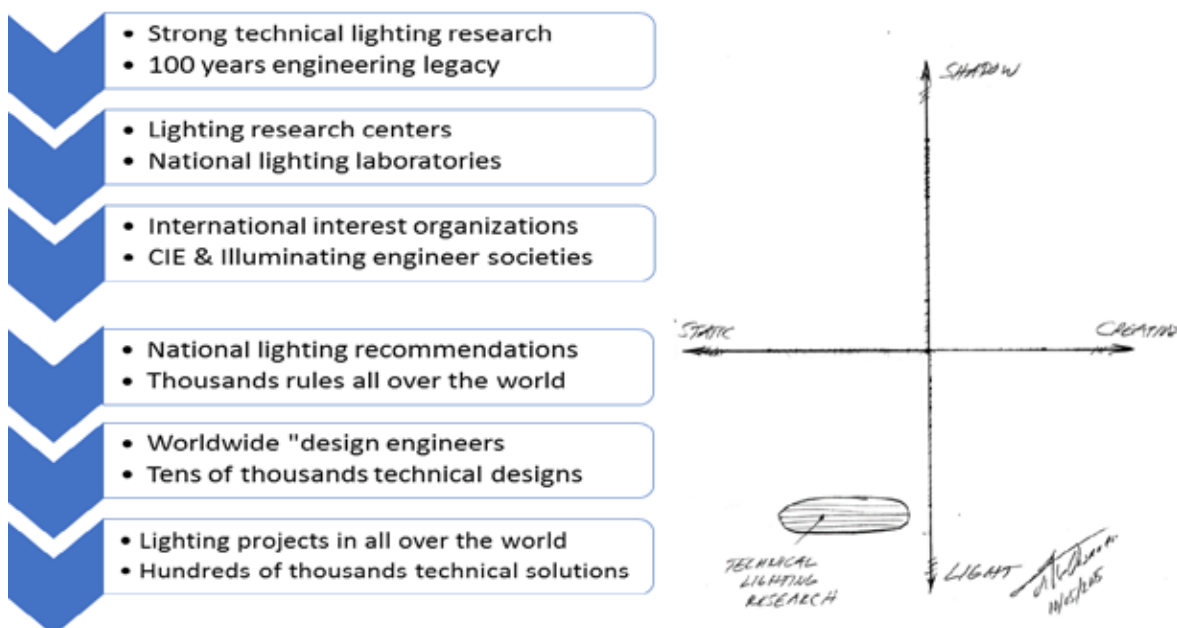 • Strong technical lighting research
• 100 years engineering legacy
• Lighting research centers
• National lighting laboratories
• International interest organizations
• CIE & Illuminating engineer societies
• National lighting recommendations
• Thousands rules all over the world
• Worldwide "design engineers
• Tens of thousands technical designs
• Lighting projects in all over the world
• Hundreds of thousands technical solutions
SHADOW
STATIC
CREATIVE
TECHNICAL
LIGHTING
RESEARCH
LIGHT